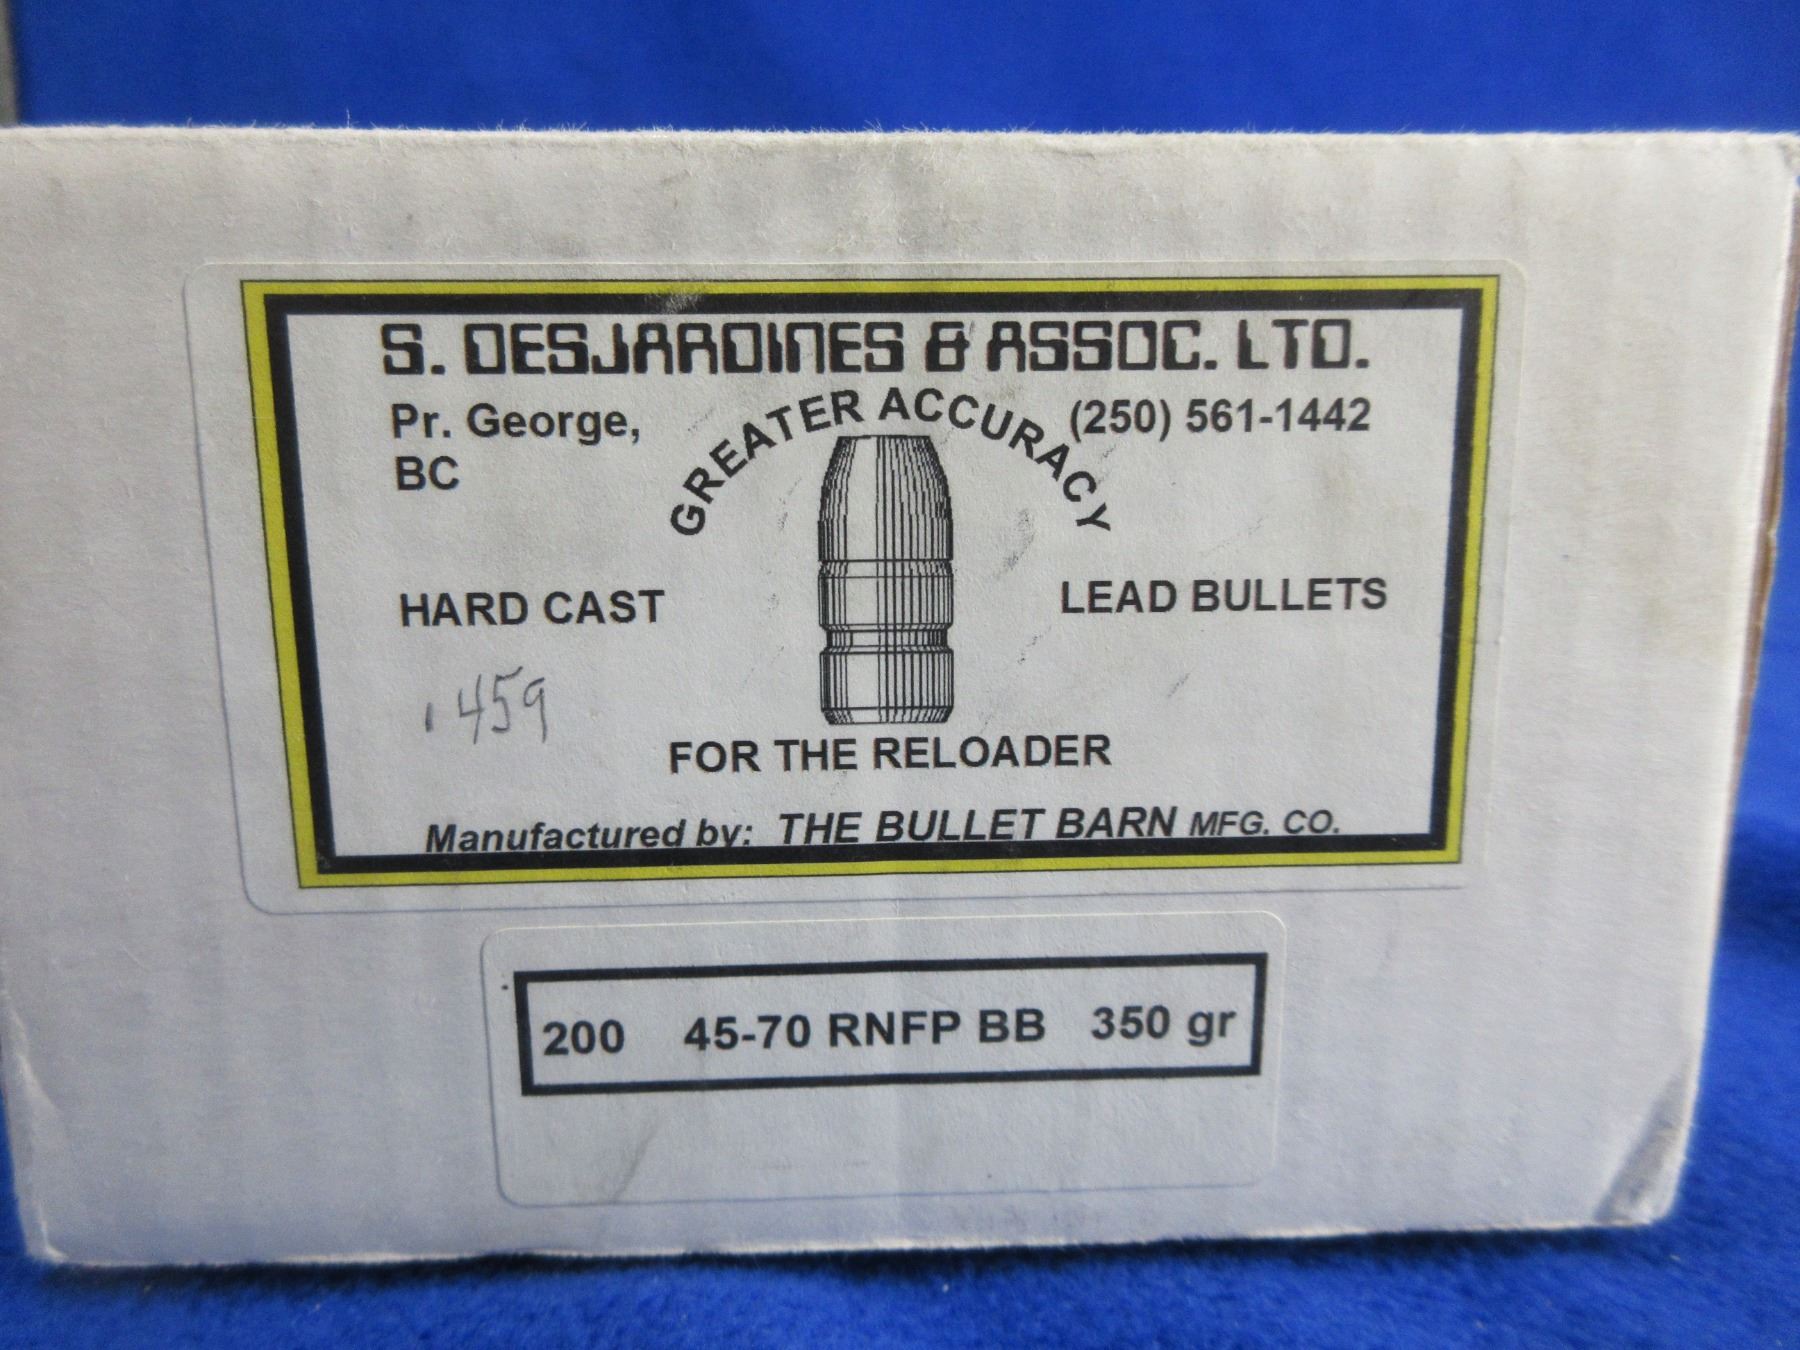 S. DESJARDINES & ASSOC. LTD.
Pr. George,
BC
GREATER ACCURACY
(250) 561-1442
HARD CAST
LEAD BULLETS
.459
FOR THE RELOADER
Manufactured by: THE BULLET BARN MFG. CO.
200 45-70 RNFP BB 350 gr